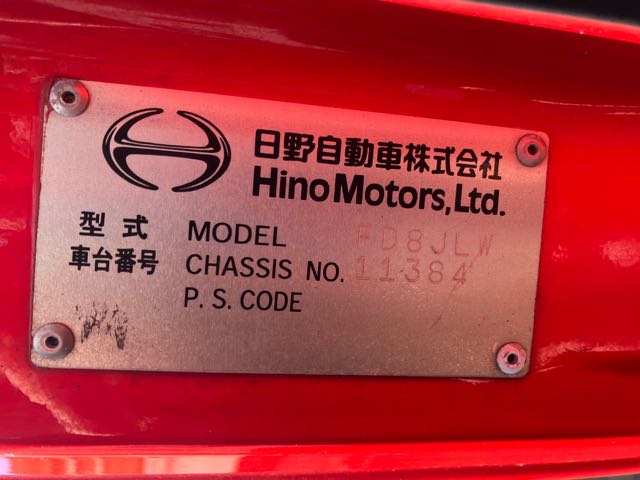 日野自動車株式会社
Hino Motors, Ltd.
型式 MODEL FD8JLW
車台番号 CHASSIS NO. 11384
P. S. CODE